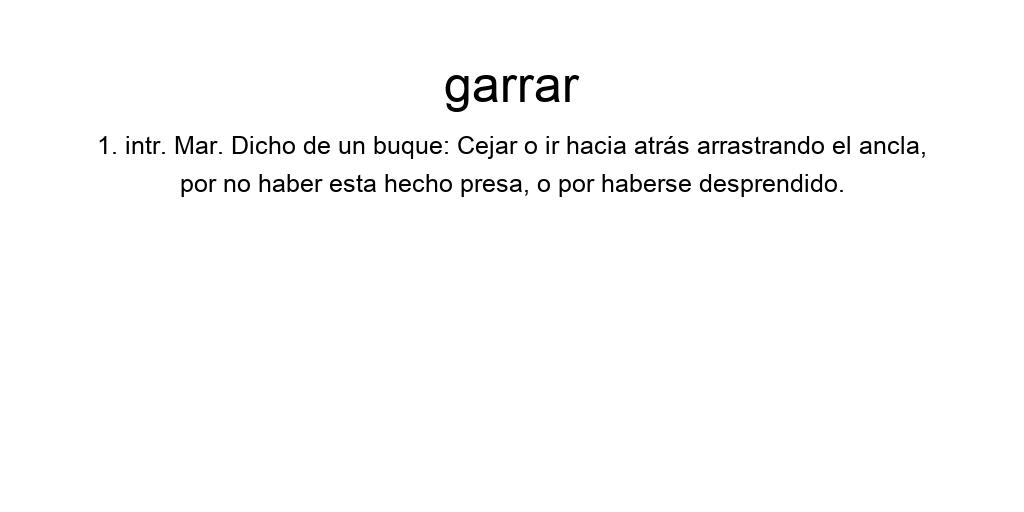 garrar
1. intr. Mar. Dicho de un buque: Cejar o ir hacia atrás arrastrando el ancla,
por no haber esta hecho presa, o por haberse desprendido.